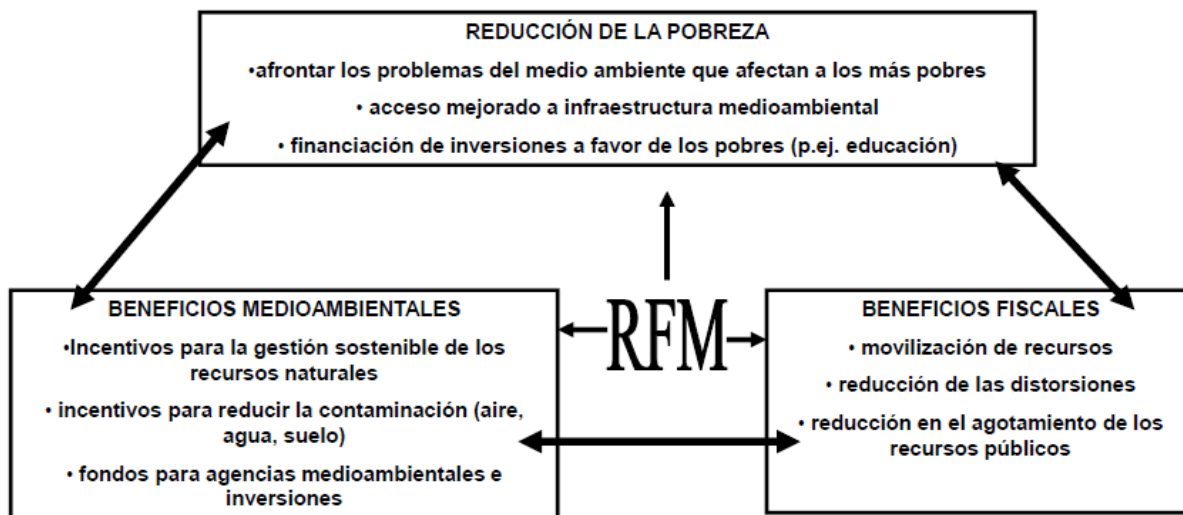 REDUCCIÓN DE LA POBREZA
•afrontar los problemas del medio ambiente que afectan a los más pobres
• acceso mejorado a infraestructura medioambiental
• financiación de inversiones a favor de los pobres (p.ej. educación)
BENEFICIOS MEDIOAMBIENTALES
•Incentivos para la gestión sostenible de los
recursos naturales
• incentivos para reducir la contaminación (aire,
agua, suelo)
• fondos para agencias medioambientales e
inversiones
RFM
BENEFICIOS FISCALES
• movilización de recursos
• reducción de las distorsiones
• reducción en el agotamiento de los
recursos públicos